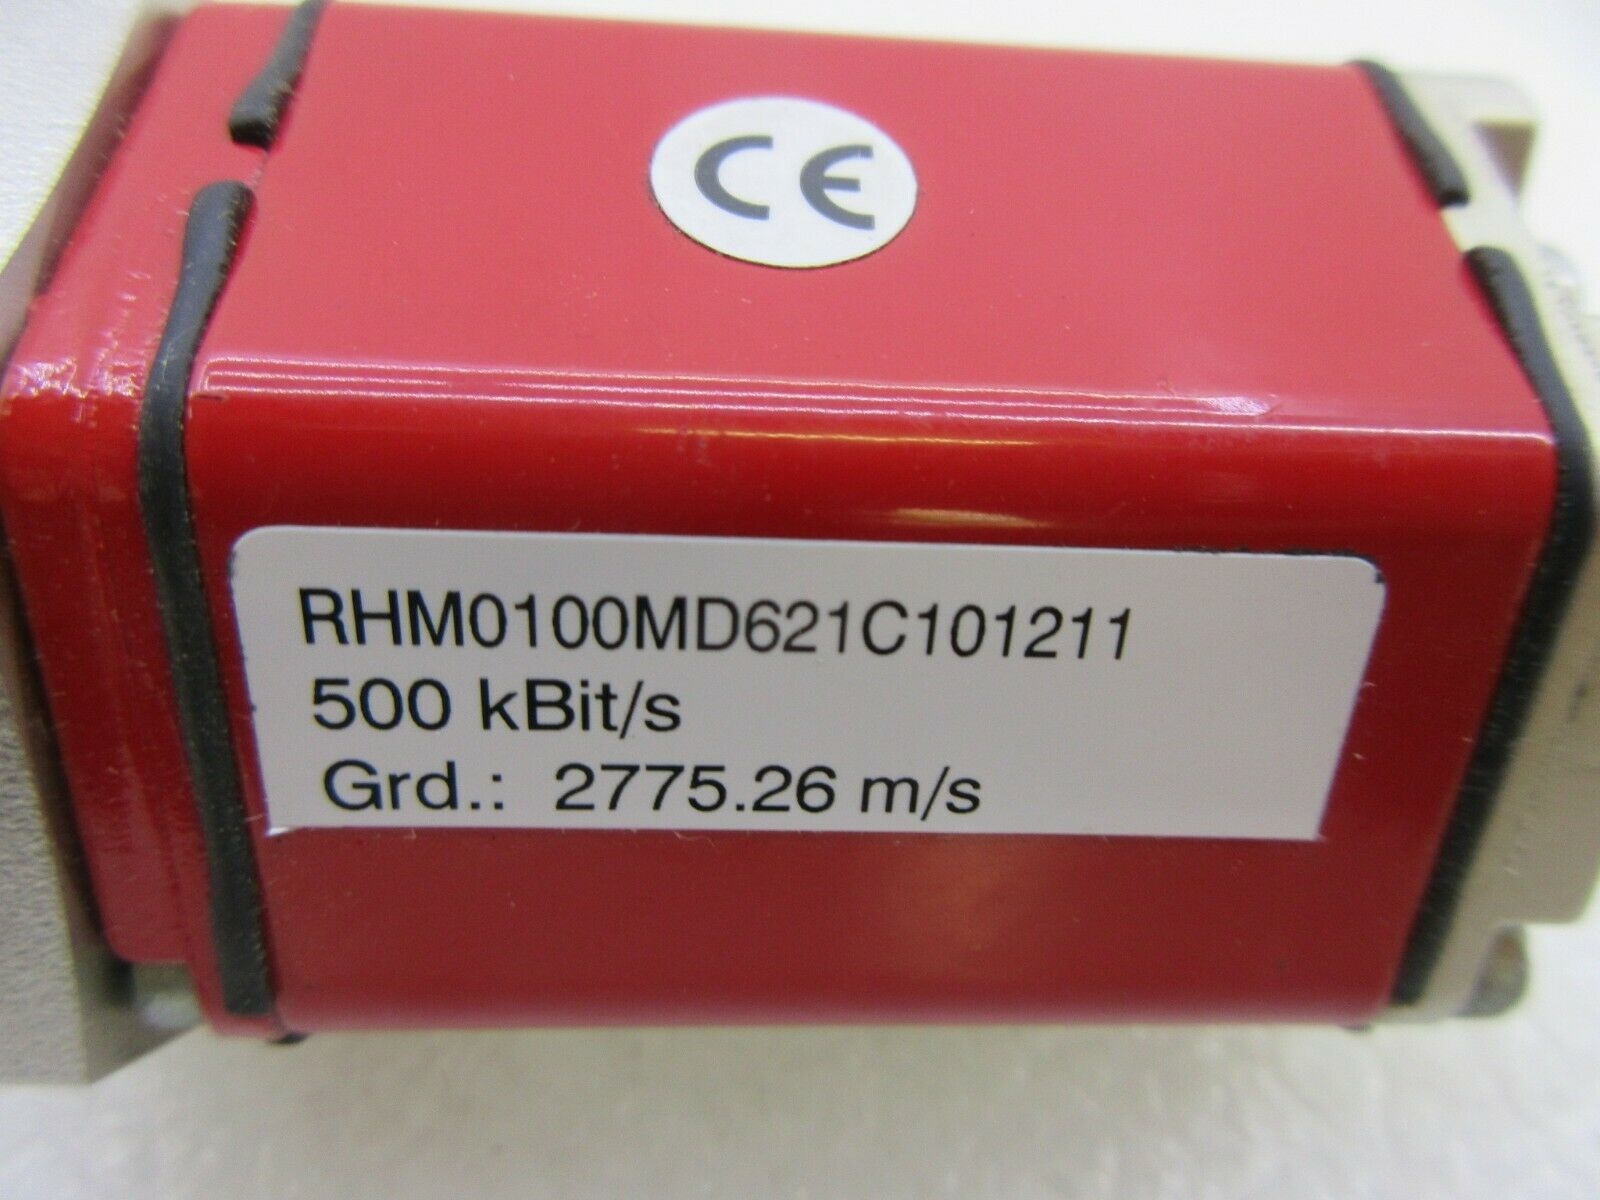 CE
RHM0100MD621C101211
500 kBit/s
Grd.: 2775.26 m/s